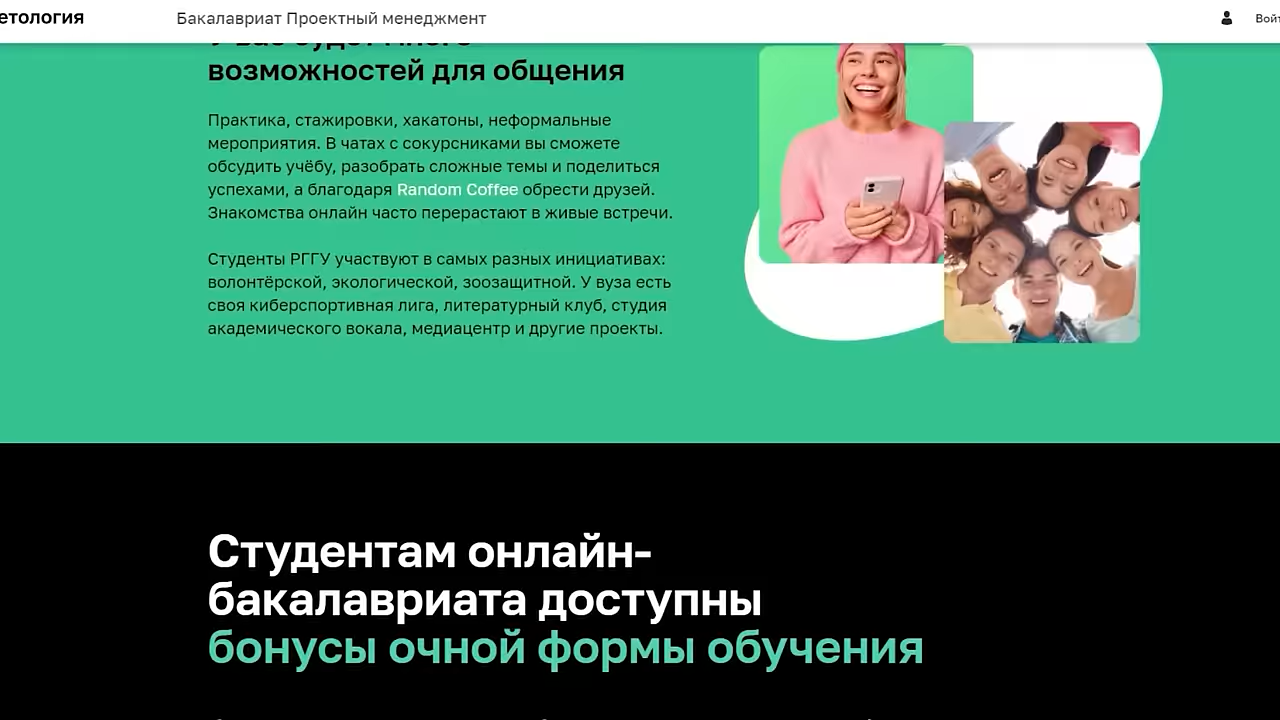 етология
Бакалавриат Проектный менеджмент
Войт
возможностей для общения
Практика, стажировки, хакатоны, неформальные
мероприятия. В чатах с сокурсниками вы сможете
обсудить учёбу, разобрать сложные темы и поделиться
успехами, а благодаря Random Coffee обрести друзей.
Знакомства онлайн часто перерастают в живые встречи.
Студенты РГГУ участвуют в самых разных инициативах:
волонтёрской, экологической, зоозащитной. У вуза есть
своя киберспортивная лига, литературный клуб, студия
академического вокала, медиацентр и другие проекты.
Студентам онлайн-
бакалавриата доступны
бонусы очной формы обучения